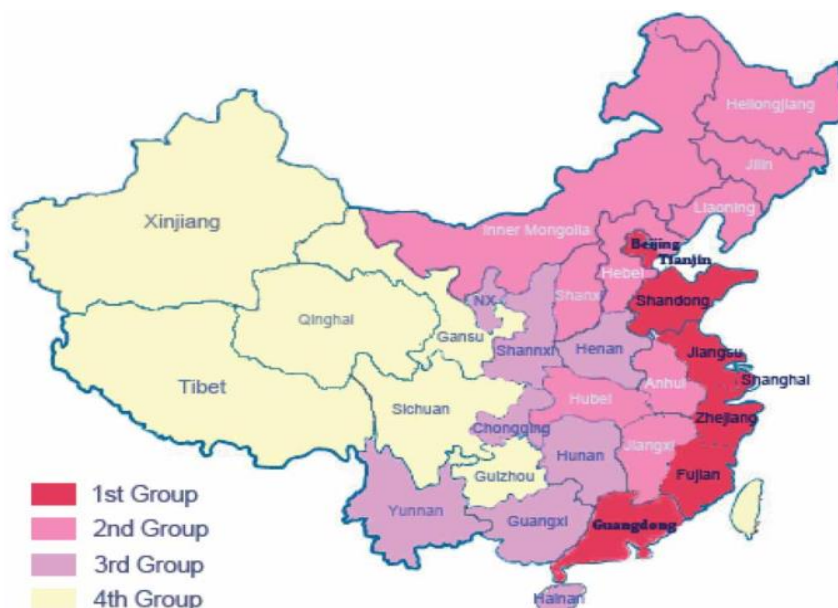 Heilongjiang
Jilin
Liaoning
Xinjiang
Inner Mongolia
Beijing
Tianjin
Hebei
NX
Shanxi
Shandong
Qinghai
Gansu
Shannxi
Henan
Jiangsu
Tibet
Sichuan
Anhui
Shanghai
Hubei
Chongqing
Zhejiang
Jiangxi
Hunan
Guizhou
Fujian
1st Group
Yunnan
Guangxi
Guangdong
2nd Group
3rd Group
4th Group
Hainan